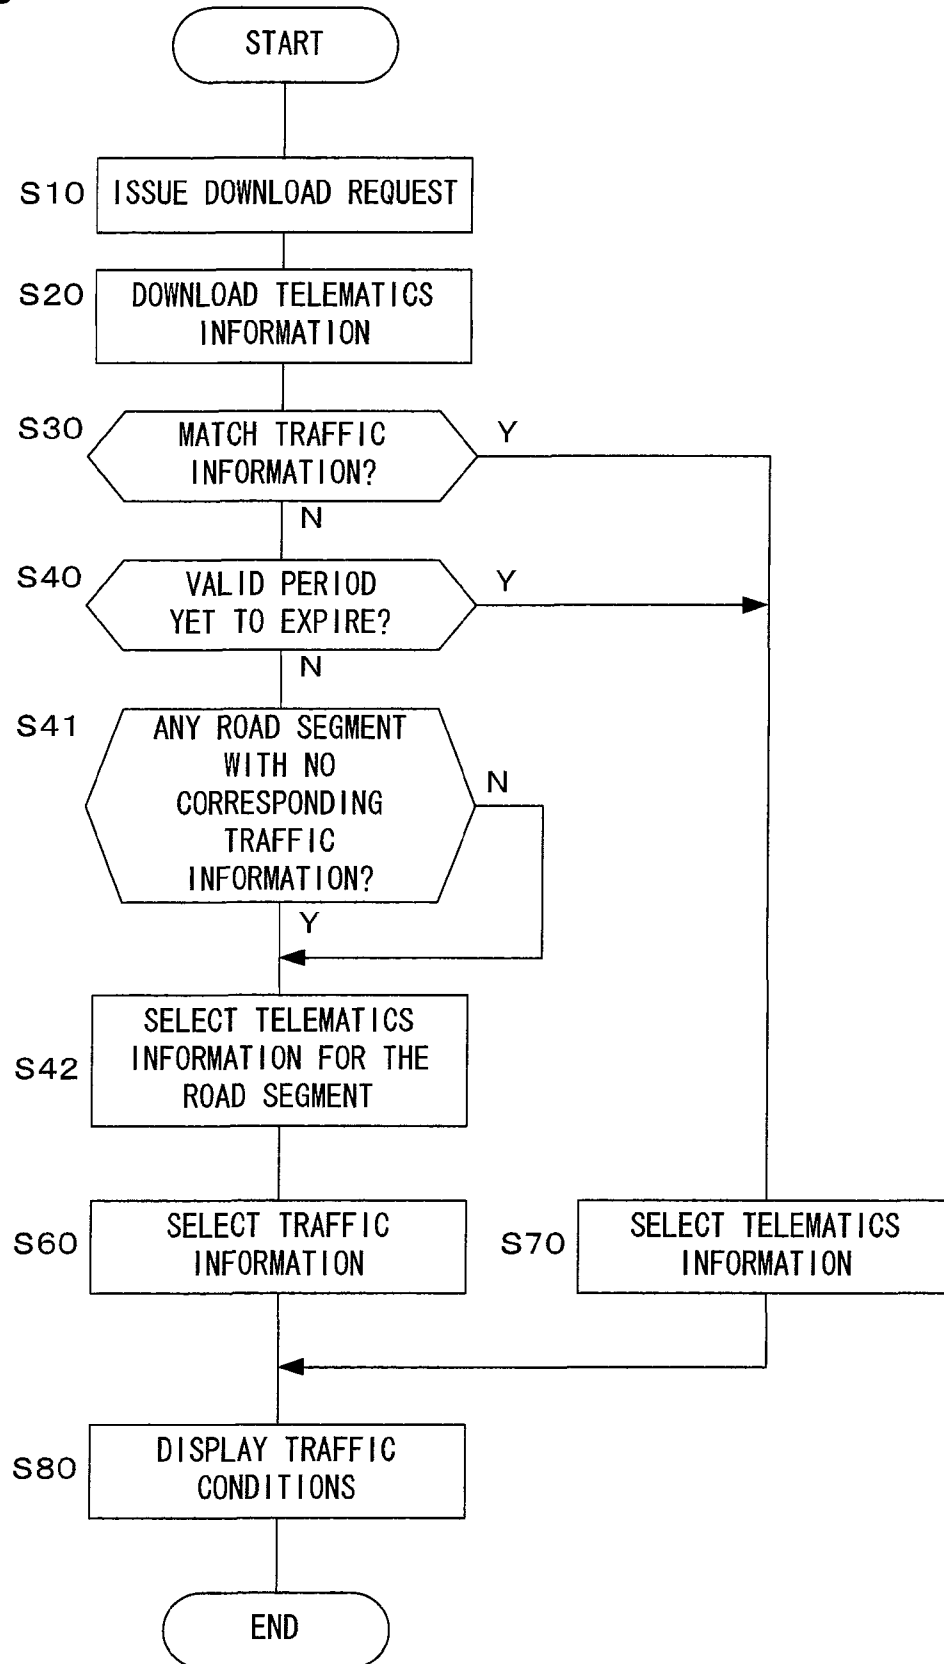 START
S10
ISSUE DOWNLOAD REQUEST
S20
DOWNLOAD TELEMATICS
INFORMATION
S30
MATCH TRAFFIC
INFORMATION?
Y
N
S40
VALID PERIOD
YET TO EXPIRE?
Y
N
S41
ANY ROAD SEGMENT
WITH NO
CORRESPONDING
TRAFFIC
INFORMATION?
N
Y
S42
SELECT TELEMATICS
INFORMATION FOR THE
ROAD SEGMENT
S60
SELECT TRAFFIC
INFORMATION
S70
SELECT TELEMATICS
INFORMATION
S80
DISPLAY TRAFFIC
CONDITIONS
END